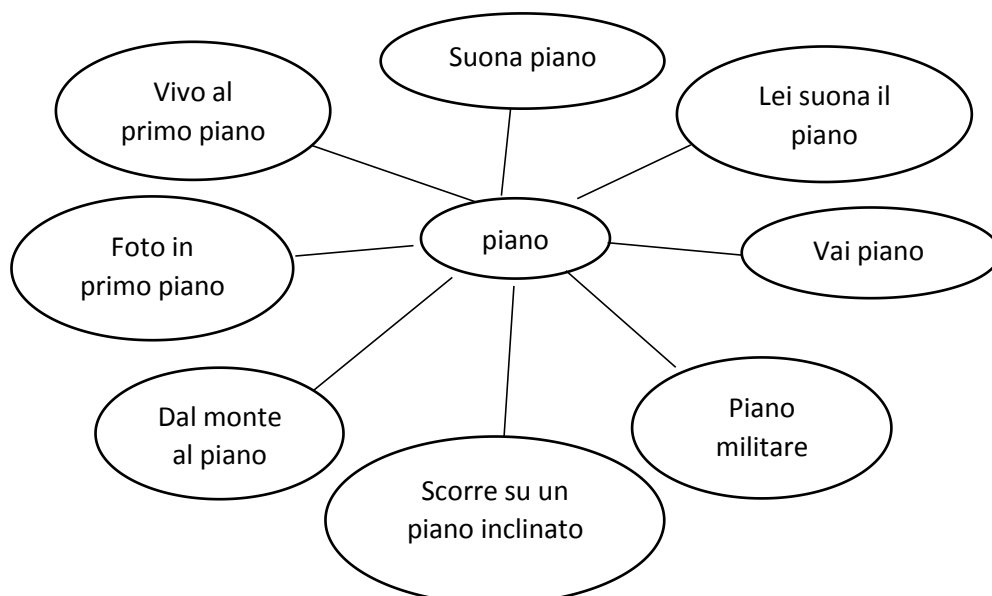 Suona piano
Vivo al
primo piano
Lei suona il
piano
piano
Vai piano
Foto in
primo piano
Dal monte
al piano
Piano
militare
Scorre su un
piano inclinato